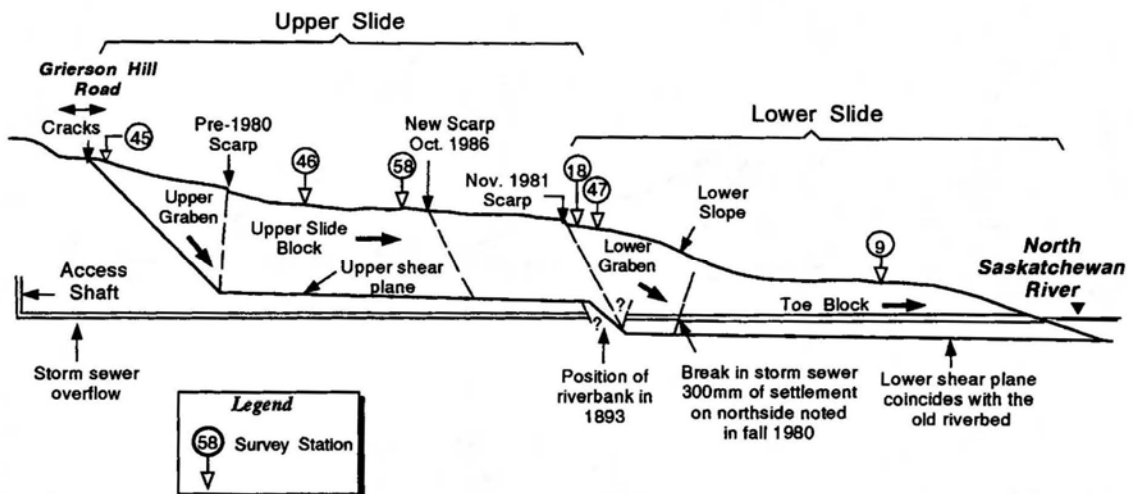 Upper Slide
Grierson Hill
Road
Cracks
45
Pre-1980
Scarp
46
58
New Scarp
Oct. 1986
Lower Slide
Nov. 1981
Scarp
18
47
Lower
Slope
Upper
Graben
Upper Slide
Block
Lower
Graben
9
North
Saskatchewan
River
Access
Shaft
Upper shear
plane
?
?
Toe Block
Storm sewer
overflow
Position of
riverbank in
1893
Break in storm sewer
300mm of settlement
on northside noted
in fall 1980
Lower shear plane
coincides with the
old riverbed
Legend
58 Survey Station